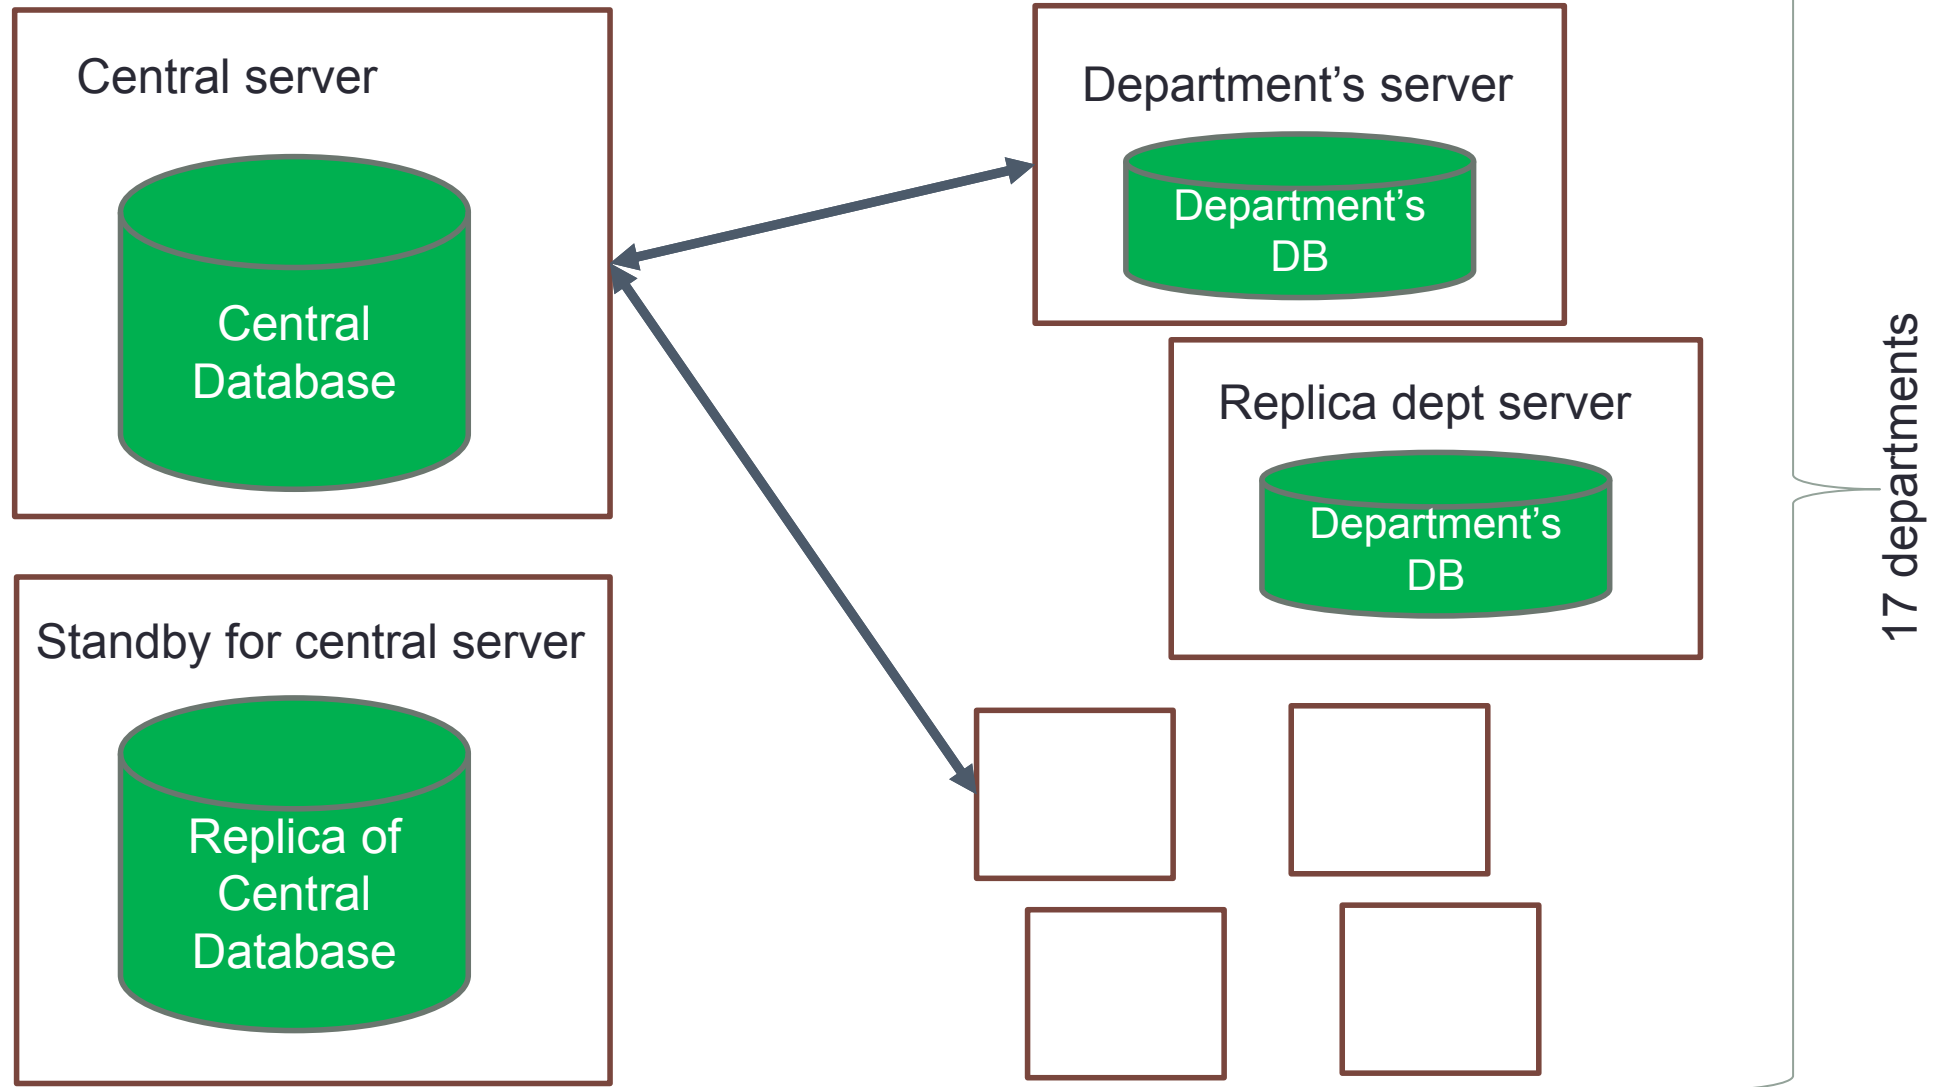 Central server
Central
Database
Standby for central server
Replica of
Central
Database
Department’s server
Department’s
DB
Replica dept server
Department’s
DB
17 departments